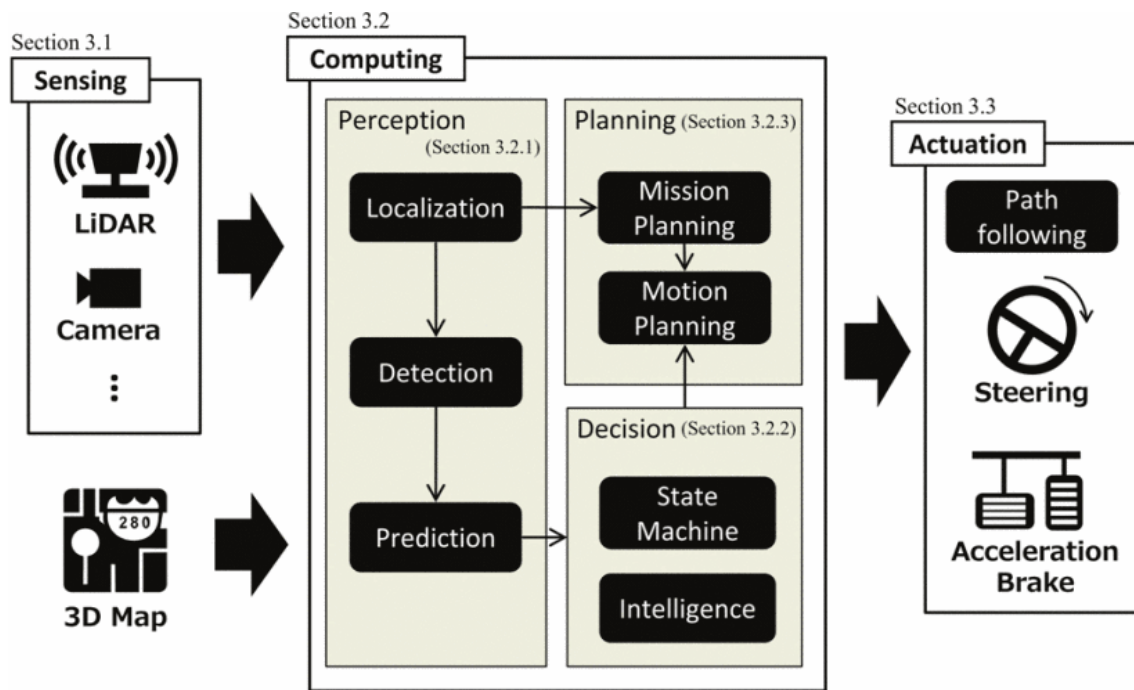 Section 3.1
Sensing
LiDAR
Camera
3D Map
280
Section 3.2
Computing
Perception
(Section 3.2.1)
Localization
Detection
Prediction
Planning (Section 3.2.3)
Mission
Planning
Motion
Planning
Decision (Section 3.2.2)
State
Machine
Intelligence
Section 3.3
Actuation
Path
following
Steering
Acceleration
Brake